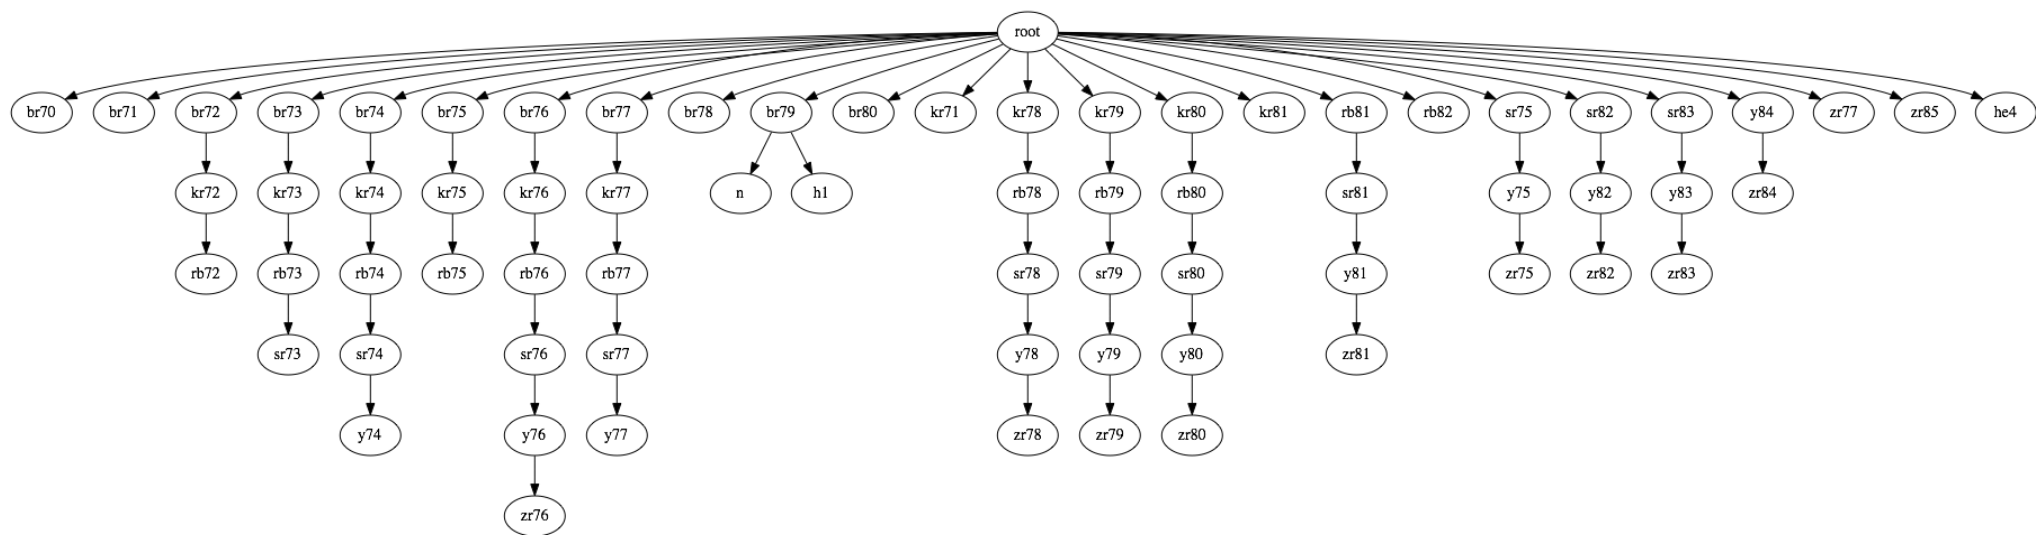 root
br70 br71 br72 br73 br74 br75 br76 br77 br78 br79 br80 kr71 kr78 kr79 kr80 kr81 rb81 rb82 sr75 sr82 sr83 y84 zr77 zr85 he4
kr72 kr73 kr74 kr75 kr76 kr77 n h1 rb78 rb79 rb80 sr81 y75 y82 y83 zr84
rb72 rb73 rb74 rb75 rb76 rb77 sr78 sr79 sr80 y81 zr75 zr82 zr83
sr73 sr74 sr76 sr77 y78 y79 y80 zr81
y74 y76 y77 zr78 zr79 zr80
zr76